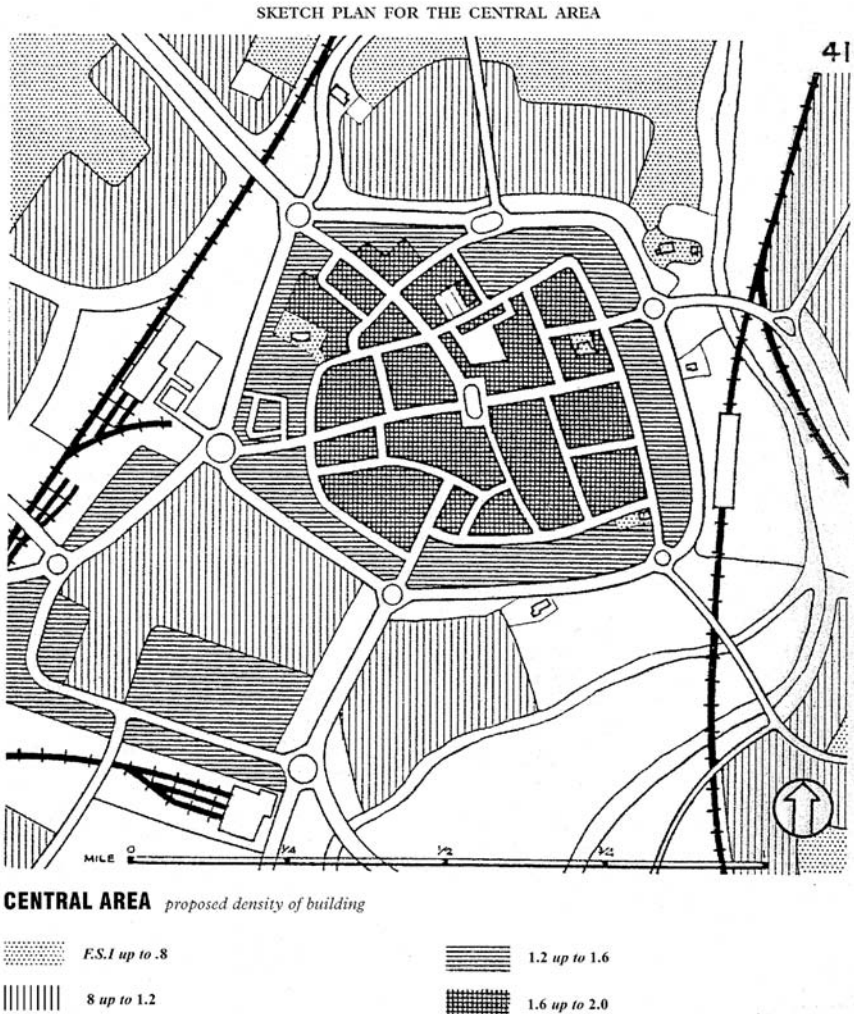 SKETCH PLAN FOR THE CENTRAL AREA
41
MILE 0 1/4 1/2 3/4 1
CENTRAL AREA proposed density of building
F.S.I up to .8
1.2 up to 1.6
8 up to 1.2
1.6 up to 2.0